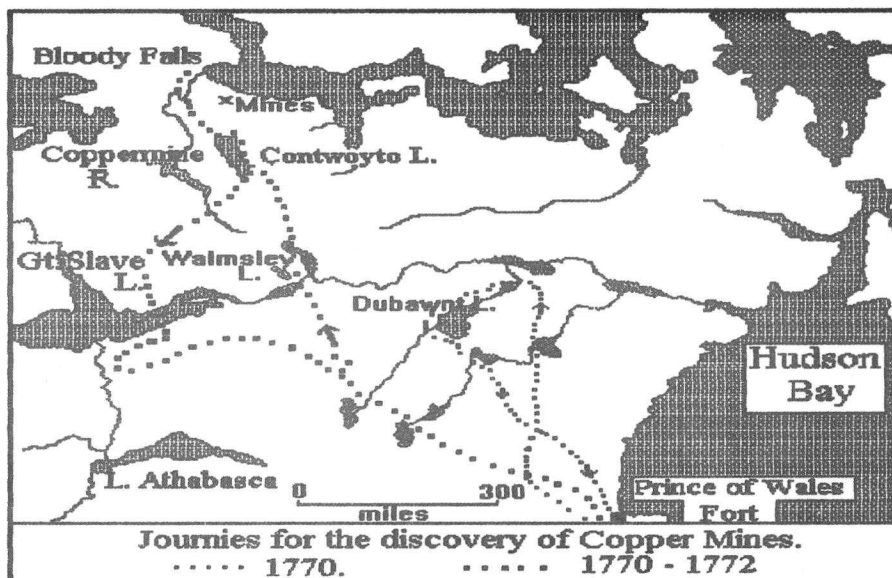 Bloody Falls
Mines
Coppermine
R.
Contwoyto L.
Gt. Slave
L.
Walmsley
L.
Dubawnt L.
Hudson
Bay
L. Athabasca
0 300
miles
Prince of Wales
Fort
Journies for the discovery of Copper Mines.
1770. 1770 - 1772